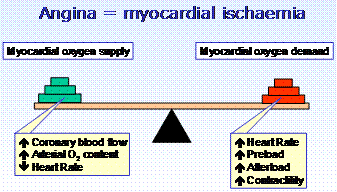 Angina = myocardial ischaemia
Myocardial oxygen supply
Myocardial oxygen demand
↑ Coronary blood flow
↑ Arterial O₂ content
↓ Heart Rate
↑ Heart Rate
↑ Preload
↑ Afterload
↑ Contractility